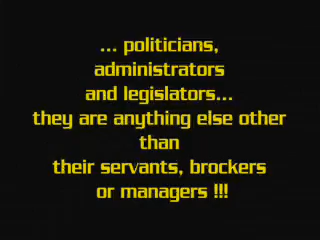 ... politicians,
administrators
and legislators...
they are anything else other
than
their servants, brockers
or managers !!!